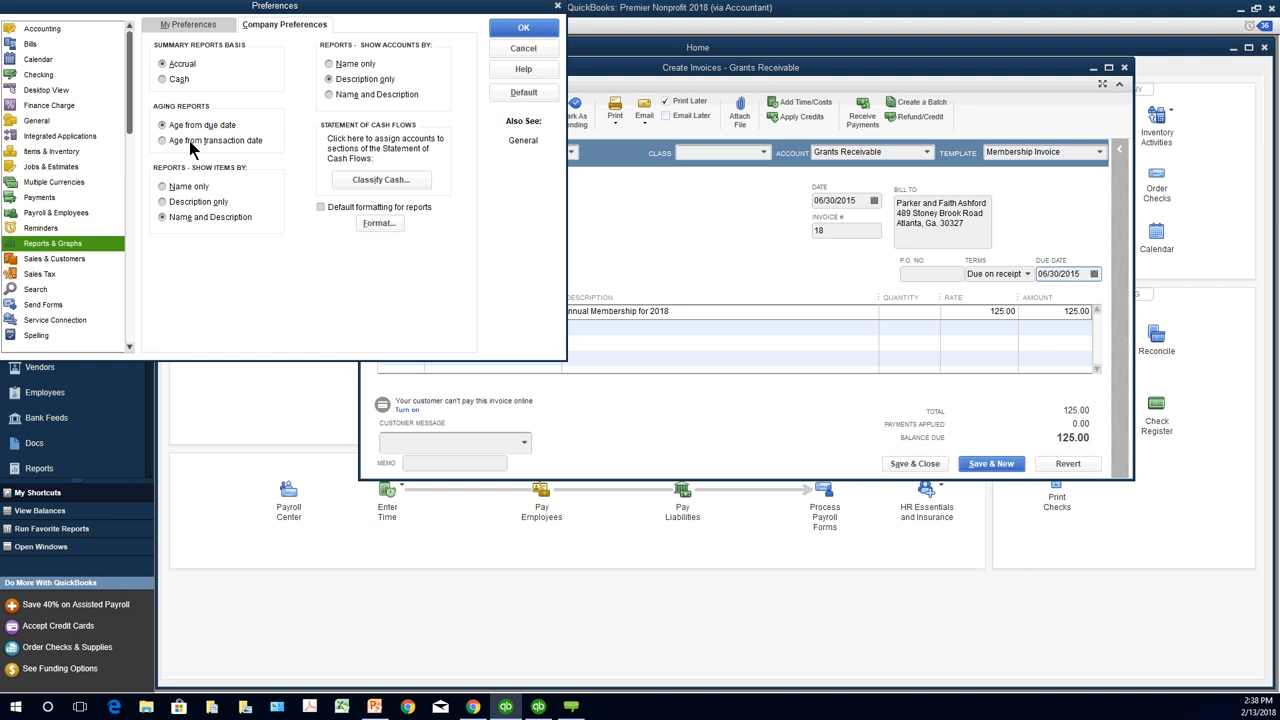 Preferences
QuickBooks: Premier Nonprofit 2018 (via Accountant)
36
Accounting
Bills
Calendar
Checking
Desktop View
Finance Charge
General
Integrated Applications
Items & Inventory
Jobs & Estimates
Multiple Currencies
Payments
Payroll & Employees
Reminders
Reports & Graphs
Sales & Customers
Sales Tax
Search
Send Forms
Service Connection
Spelling
My Preferences
Company Preferences
SUMMARY REPORTS BASIS
Accrual
Cash
AGING REPORTS
Age from due date
Age from transaction date
REPORTS - SHOW ITEMS BY:
Name only
Description only
Name and Description
REPORTS - SHOW ACCOUNTS BY:
Name only
Description only
Name and Description
STATEMENT OF CASH FLOWS
Click here to assign accounts to
sections of the Statement of
Cash Flows:
Classify Cash...
Default formatting for reports
Format...
OK
Cancel
Help
Default
Also See:
General
Home
Create Invoices - Grants Receivable
Print
Email
Print Later
Email Later
Attach
File
Add Time/Costs
Apply Credits
Receive
Payments
Create a Batch
Refund/Credit
CLASS
ACCOUNT
Grants Receivable
TEMPLATE
Membership Invoice
DATE
06/30/2015
INVOICE #
18
BILL TO
Parker and Faith Ashford
489 Stoney Brook Road
Atlanta, Ga. 30327
P.O. NO.
TERMS
Due on receipt
DUE DATE
06/30/2015
ESCRIPTION
QUANTITY
RATE
AMOUNT
nnual Membership for 2018
125.00
125.00
Your customer can't pay this invoice online
Turn on
CUSTOMER MESSAGE
MEMO
TOTAL
125.00
PAYMENTS APPLIED
0.00
BALANCE DUE
125.00
Save & Close
Save & New
Revert
NY
Inventory
Activities
Order
Checks
Calendar
G
Reconcile
Check
Register
Print
Checks
Vendors
Employees
Bank Feeds
Docs
Reports
My Shortcuts
View Balances
Run Favorite Reports
Open Windows
Do More With QuickBooks
Save 40% on Assisted Payroll
Accept Credit Cards
Order Checks & Supplies
See Funding Options
Payroll
Center
Enter
Time
Pay
Employees
Pay
Liabilities
Process
Payroll
Forms
HR Essentials
and Insurance
2:38 PM
2/13/2018